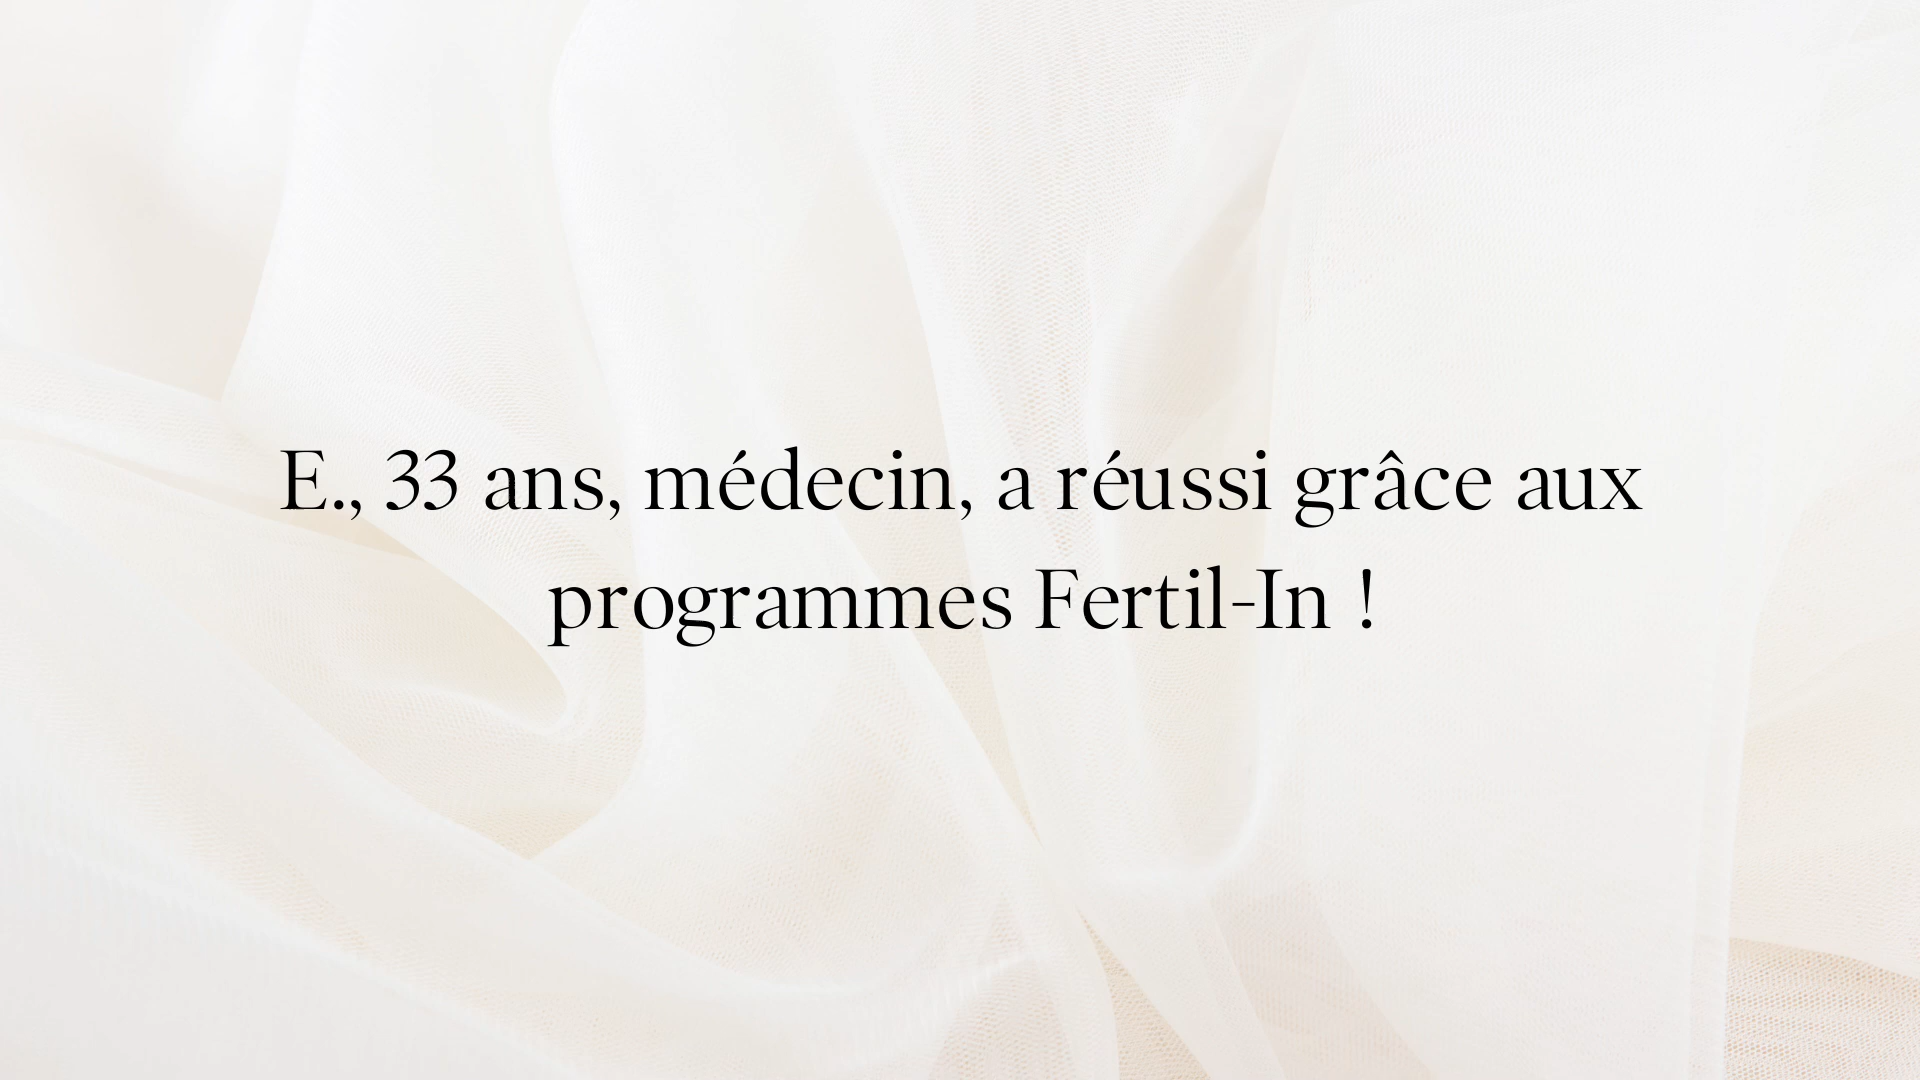 E., 33 ans, médecin, a réussi grâce aux
programmes Fertil-In !